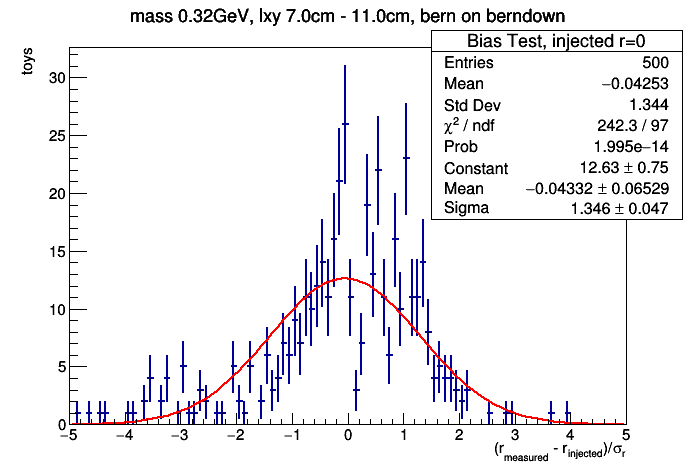 mass 0.32GeV, lxy 7.0cm - 11.0cm, bern on berndown
Bias Test, injected r=0
Entries 500
Mean −0.04253
Std Dev 1.344
χ² / ndf 242.3 / 97
Prob 1.995e−14
Constant 12.63 ± 0.75
Mean −0.04332 ± 0.06529
Sigma 1.346 ± 0.047
toys
30
25
20
15
10
5
0
−5 −4 −3 −2 −1 0 1 2 3 4 5
(r_measured - r_injected)/σ_r